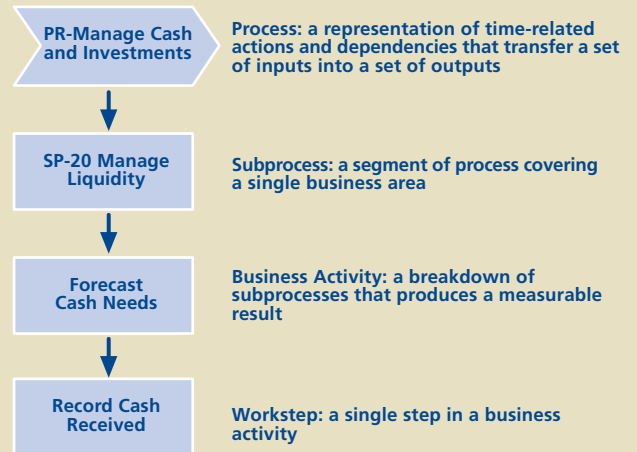 PR-Manage Cash
and Investments
Process: a representation of time-related
actions and dependencies that transfer a set
of inputs into a set of outputs
SP-20 Manage
Liquidity
Subprocess: a segment of process covering
a single business area
Forecast
Cash Needs
Business Activity: a breakdown of
subprocesses that produces a measurable
result
Record Cash
Received
Workstep: a single step in a business
activity